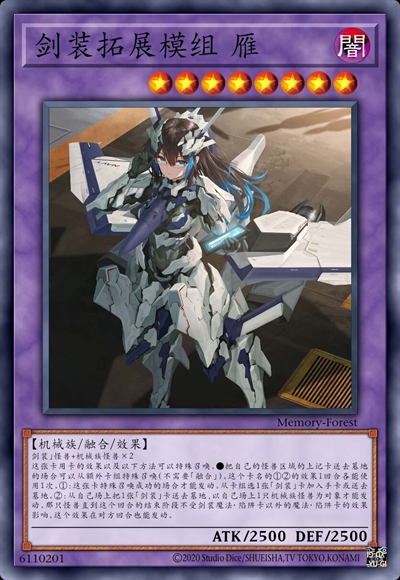 剑装拓展模组 雁
闇
Memory-Forest
【机械族/融合/效果】
剑装」怪兽+机械族怪兽×2
这张卡用卡的效果以及以下方法可以特殊召唤。●把自己的怪兽区域的上记卡送去墓地的
场合可以从额外卡组特殊召唤(不需要「融合」)。这个卡名的①②的效果1回合各能使
用1次。①:这张卡特殊召唤成功的场合才能发动。从卡组选1张「剑装」卡加入手卡或送去
墓地。②:从自己场上把1张「剑装」卡送去墓地,以自己场上1只机械族怪兽为对象才能发
动。那只怪兽直到这个回合的结束阶段不受剑装魔法·陷阱卡以外的魔法·陷阱卡的效果
影响。这个效果在对方回合也能发动。
ATK/2500 DEF/2500
6110201
©2020 Studio Dice/SHUEISHA,TV TOKYO,KONAMI